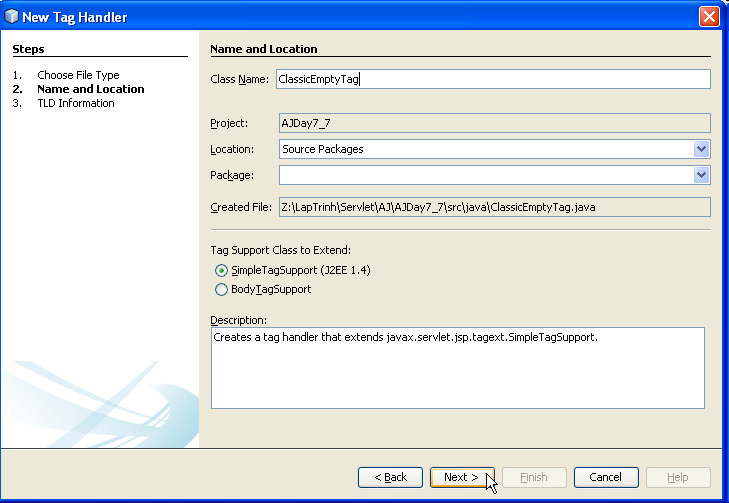 New Tag Handler
Steps
1. Choose File Type
2. Name and Location
3. TLD Information
Name and Location
Class Name: ClassicEmptyTag
Project: AJDay7_7
Location: Source Packages
Package:
Created File: Z:\LapTrinh\Servlet\AJ\AJDay7_7\src\java\ClassicEmptyTag.java
Tag Support Class to Extend:
SimpleTagSupport (J2EE 1.4)
BodyTagSupport
Description:
Creates a tag handler that extends javax.servlet.jsp.tagext.SimpleTagSupport.
< Back Next > Finish Cancel Help